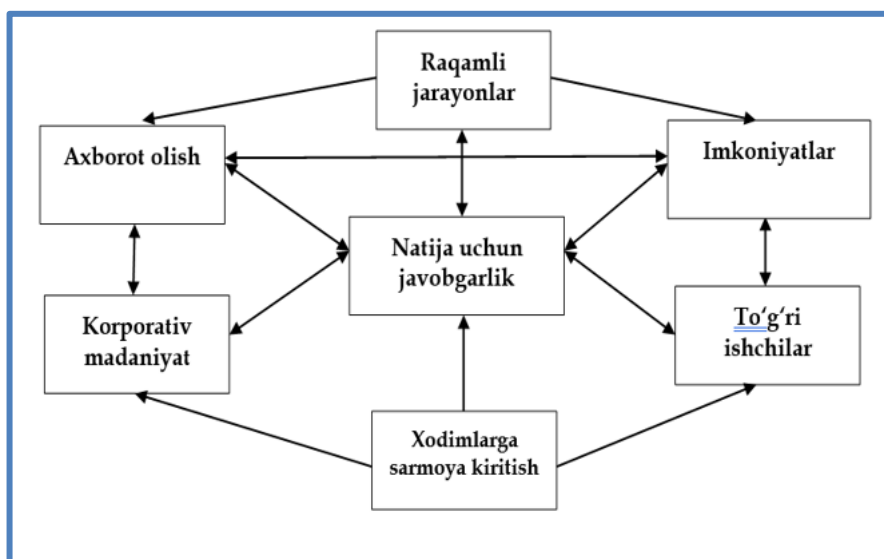 Raqamli
jarayonlar
Axborot olish
Imkoniyatlar
Natija uchun
javobgarlik
Korporativ
madaniyat
To‘g‘ri
ishchilar
Xodimlarga
sarmoya kiritish